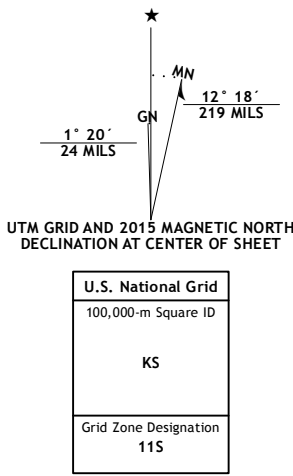 MN
GN
12° 18´
219 MILS
1° 20´
24 MILS
UTM GRID AND 2015 MAGNETIC NORTH
DECLINATION AT CENTER OF SHEET
U.S. National Grid
100,000-m Square ID
KS
Grid Zone Designation
11S